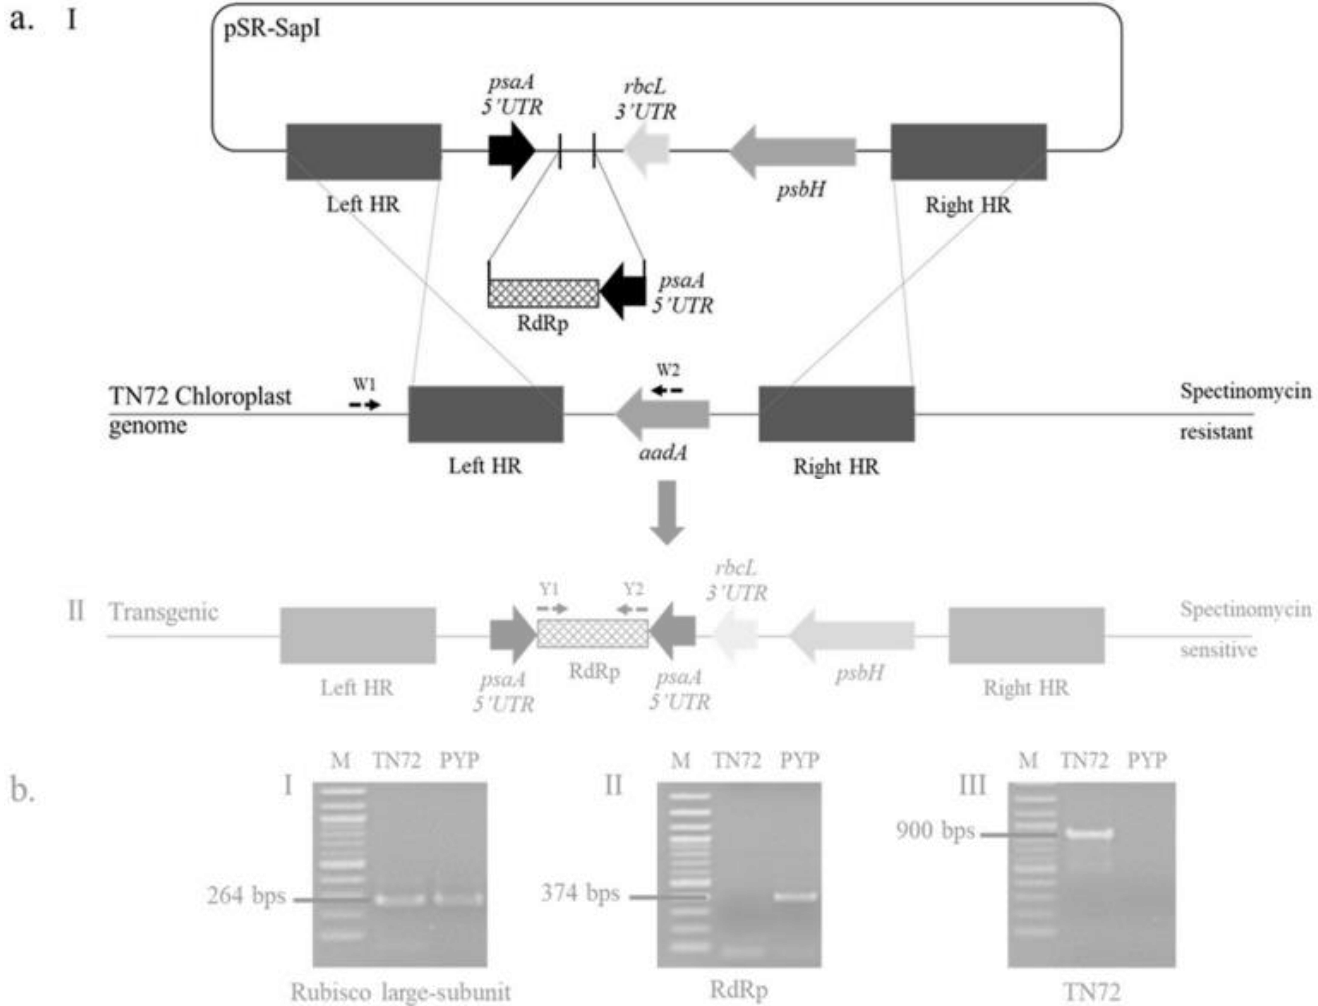 a. I
pSR-SapI
psaA
5'UTR
rbcL
3'UTR
Left HR
psbH
Right HR
psaA
5'UTR
RdRp
W1
W2
TN72 Chloroplast
genome
Spectinomycin
resistant
Left HR
aadA
Right HR
rbcL
3'UTR
II Transgenic
Y1
Y2
Spectinomycin
sensitive
Left HR
psaA
5'UTR
RdRp
psaA
5'UTR
psbH
Right HR
b.
I
M TN72 PYP
264 bps
Rubisco large-subunit
II
M TN72 PYP
374 bps
RdRp
III
M TN72 PYP
900 bps
TN72